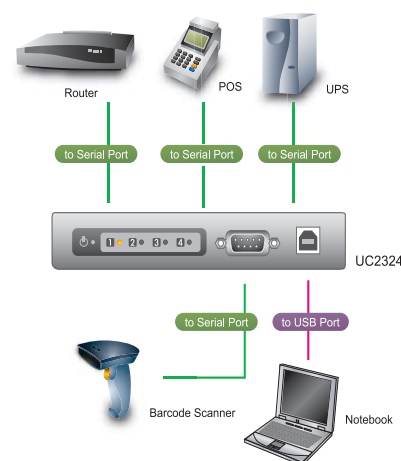 Router
POS
UPS
to Serial Port
to Serial Port
to Serial Port
1 2 3 4
UC2324
to Serial Port
to USB Port
Barcode Scanner
Notebook